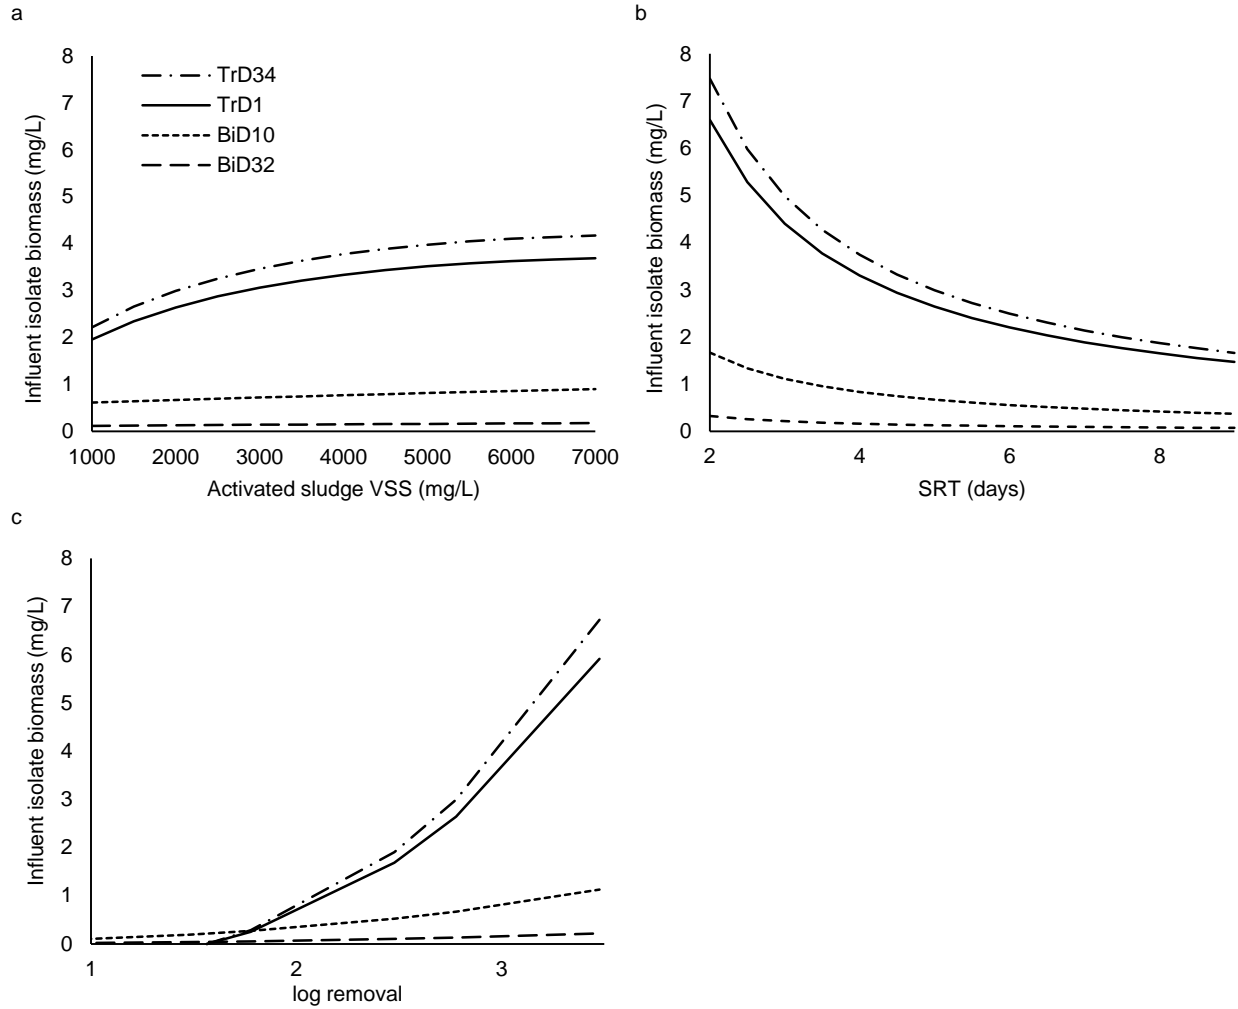 a
Influent isolate biomass (mg/L)
8
7
6
5
4
3
2
1
0
TrD34
TrD1
BiD10
BiD32
1000 2000 3000 4000 5000 6000 7000
Activated sludge VSS (mg/L)
b
Influent isolate biomass (mg/L)
8
7
6
5
4
3
2
1
0
2 4 6 8
SRT (days)
c
Influent isolate biomass (mg/L)
8
7
6
5
4
3
2
1
0
1 2 3
log removal